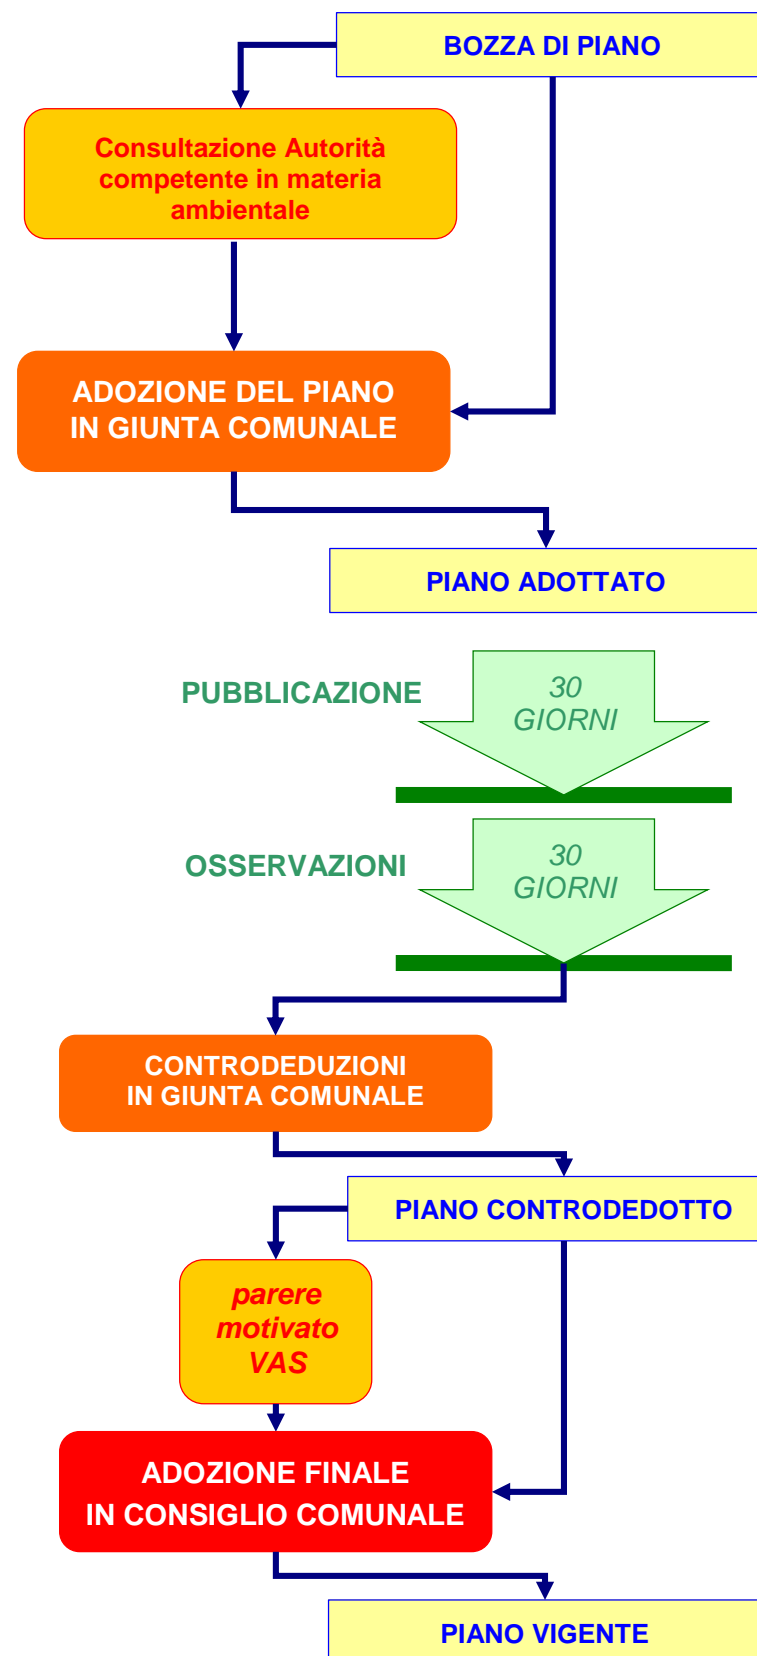 BOZZA DI PIANO
Consultazione Autorità
competente in materia
ambientale
ADOZIONE DEL PIANO
IN GIUNTA COMUNALE
PIANO ADOTTATO
PUBBLICAZIONE
30
GIORNI
OSSERVAZIONI
30
GIORNI
CONTRODEDUZIONI
IN GIUNTA COMUNALE
PIANO CONTRODEDOTTO
parere
motivato
VAS
ADOZIONE FINALE
IN CONSIGLIO COMUNALE
PIANO VIGENTE